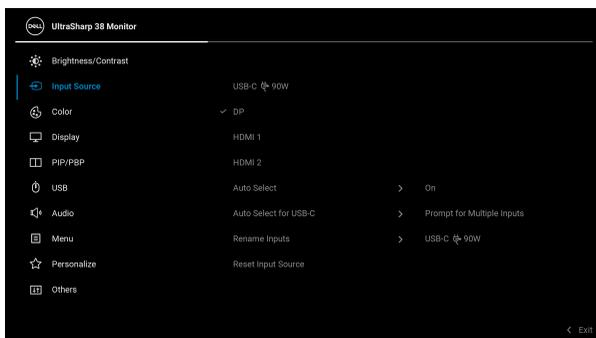 DELL UltraSharp 38 Monitor
Brightness/Contrast
Input Source USB-C 90W
Color DP
Display HDMI 1
PIP/PBP HDMI 2
USB Auto Select On
Audio Auto Select for USB-C Prompt for Multiple Inputs
Menu Rename Inputs USB-C 90W
Personalize Reset Input Source
Others
Exit